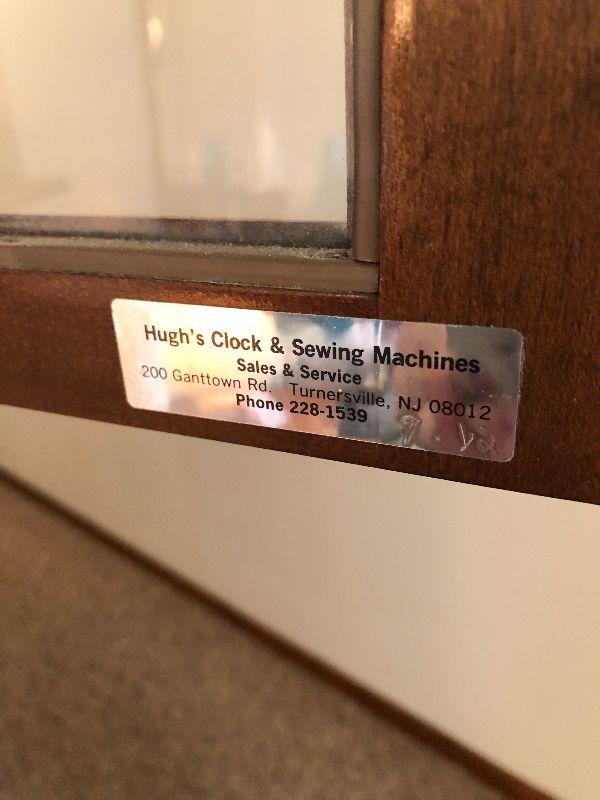 Hugh's Clock & Sewing Machines
Sales & Service
200 Ganttown Rd. Turnersville, NJ 08012
Phone 228-1539